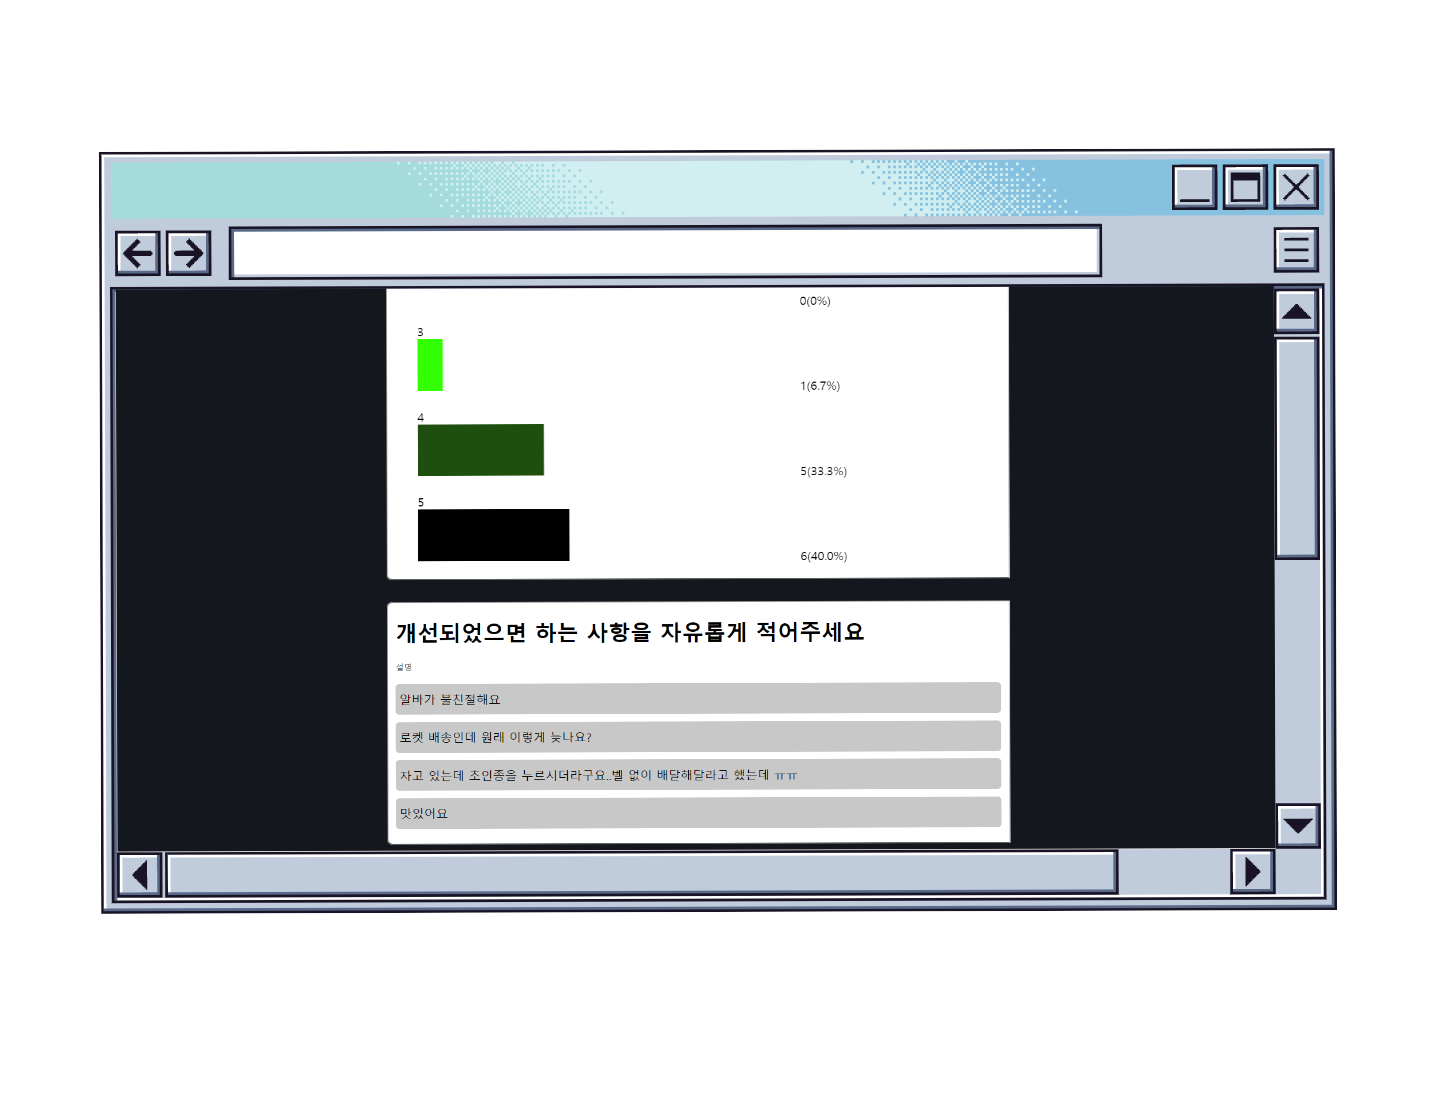 0(0%)
3
1(6.7%)
4
5(33.3%)
5
6(40.0%)
개선되었으면 하는 사항을 자유롭게 적어주세요
설명
알바가 불친절해요
로켓 배송인데 원래 이렇게 늦나요?
자고 있는데 초인종을 누르시더라구요..벨 없이 배달해달라고 했는데 ㅠㅠ
맛있어요